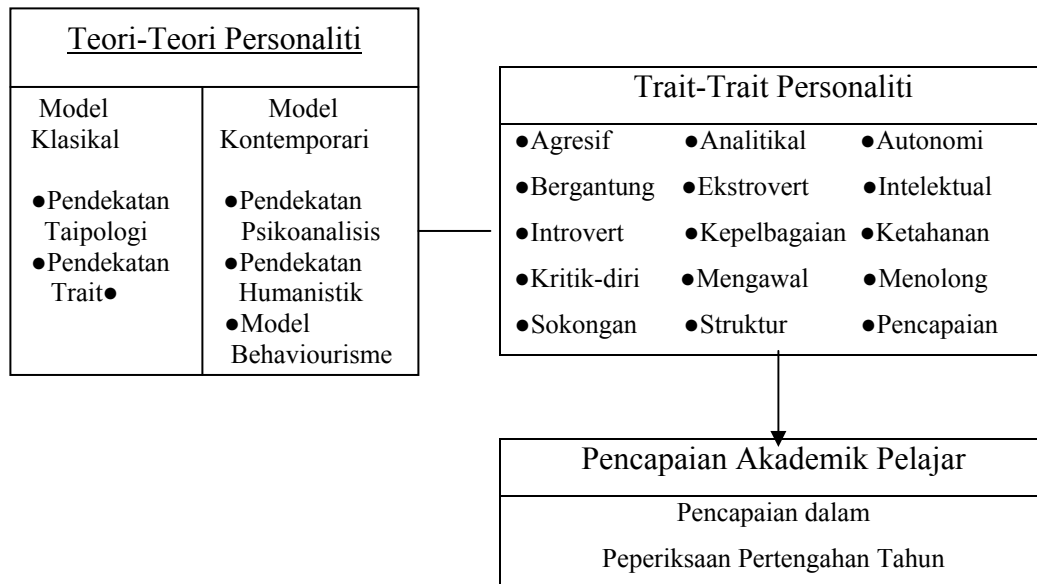 Teori-Teori Personaliti
Model
Klasikal
●Pendekatan
Taipologi
●Pendekatan
Trait●
Model
Kontemporari
●Pendekatan
Psikoanalisis
●Pendekatan
Humanistik
●Model
Behaviourisme
Trait-Trait Personaliti
●Agresif ●Analitikal ●Autonomi
●Bergantung ●Ekstrovert ●Intelektual
●Introvert ●Kepelbagaian ●Ketahanan
●Kritik-diri ●Mengawal ●Menolong
●Sokongan ●Struktur ●Pencapaian
Pencapaian Akademik Pelajar
Pencapaian dalam
Peperiksaan Pertengahan Tahun